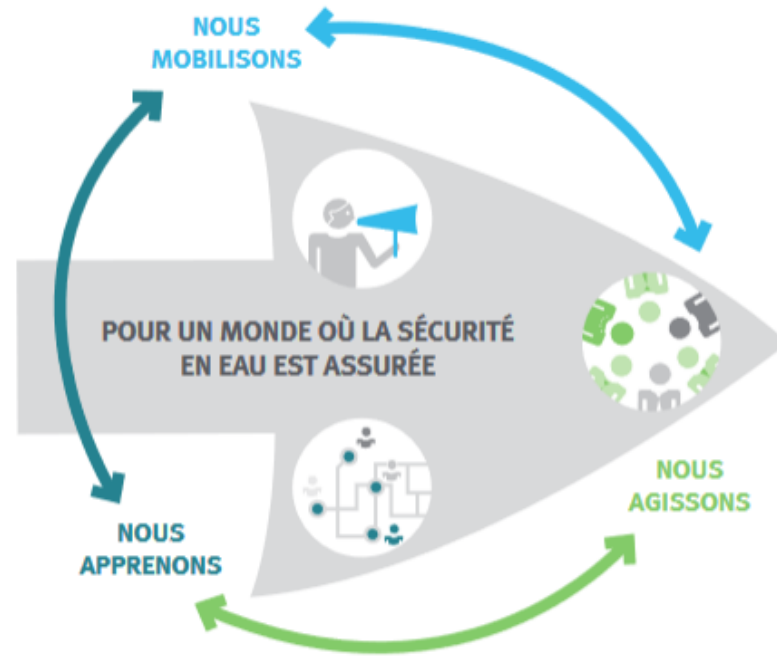 NOUS
MOBILISONS
POUR UN MONDE OÙ LA SÉCURITÉ
EN EAU EST ASSURÉE
NOUS
AGISSONS
NOUS
APPRENONS